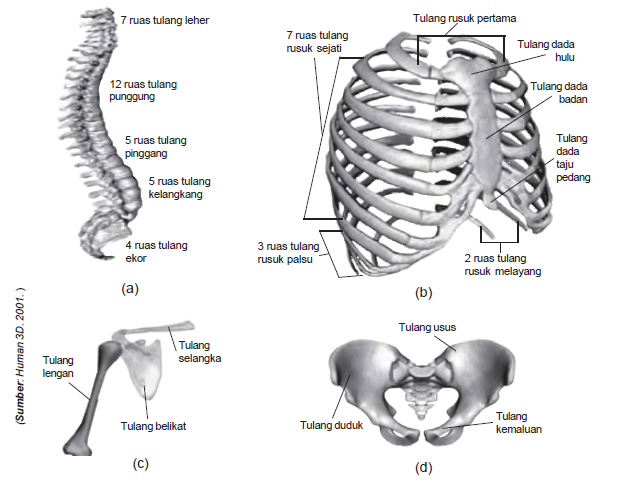 7 ruas tulang leher
12 ruas tulang
punggung
5 ruas tulang
pinggang
5 ruas tulang
kelangkang
4 ruas tulang
ekor
(a)
Tulang rusuk pertama
7 ruas tulang
rusuk sejati
Tulang dada
hulu
Tulang dada
badan
Tulang
dada
taju
pedang
3 ruas tulang
rusuk palsu
2 ruas tulang
rusuk melayang
(b)
(Sumber: Human 3D. 2001. )
Tulang
selangka
Tulang
lengan
Tulang belikat
(c)
Tulang usus
Tulang duduk
Tulang
kemaluan
(d)